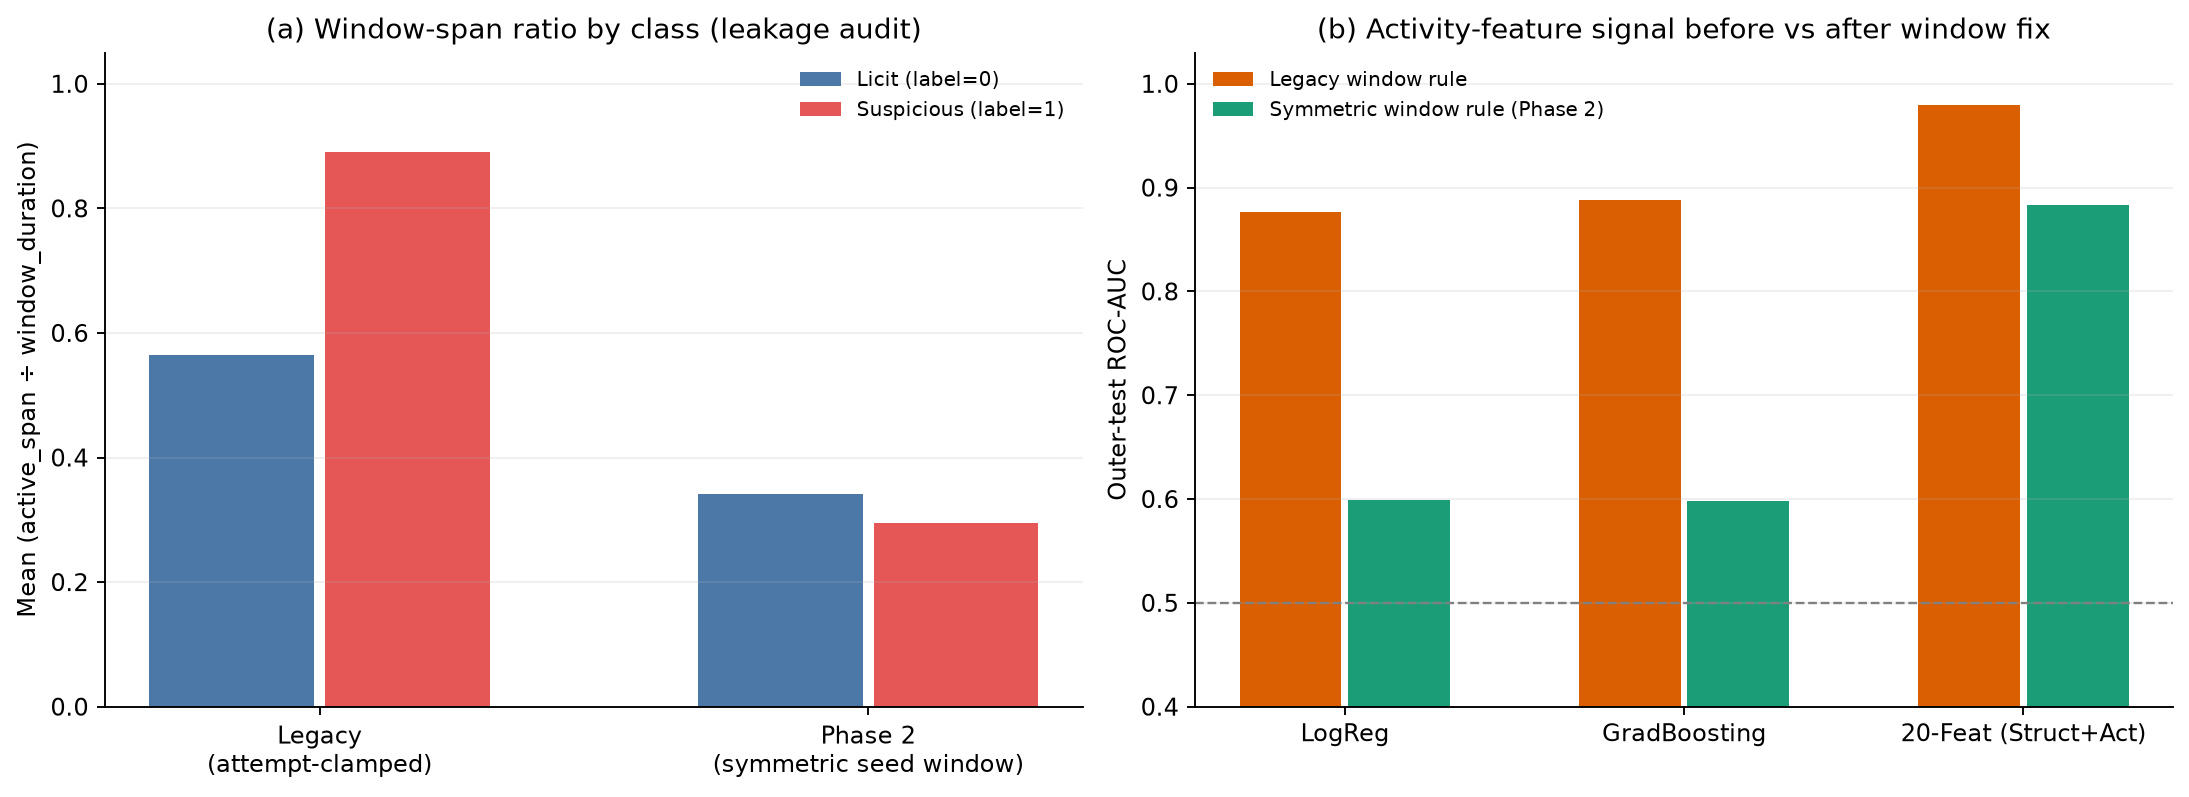 (a) Window-span ratio by class (leakage audit)
Mean (active_span ÷ window_duration)
1.0
0.8
0.6
0.4
0.2
0.0
Licit (label=0)
Suspicious (label=1)
Legacy
(attempt-clamped)
Phase 2
(symmetric seed window)
(b) Activity-feature signal before vs after window fix
Outer-test ROC-AUC
1.0
0.9
0.8
0.7
0.6
0.5
0.4
Legacy window rule
Symmetric window rule (Phase 2)
LogReg
GradBoosting
20-Feat (Struct+Act)